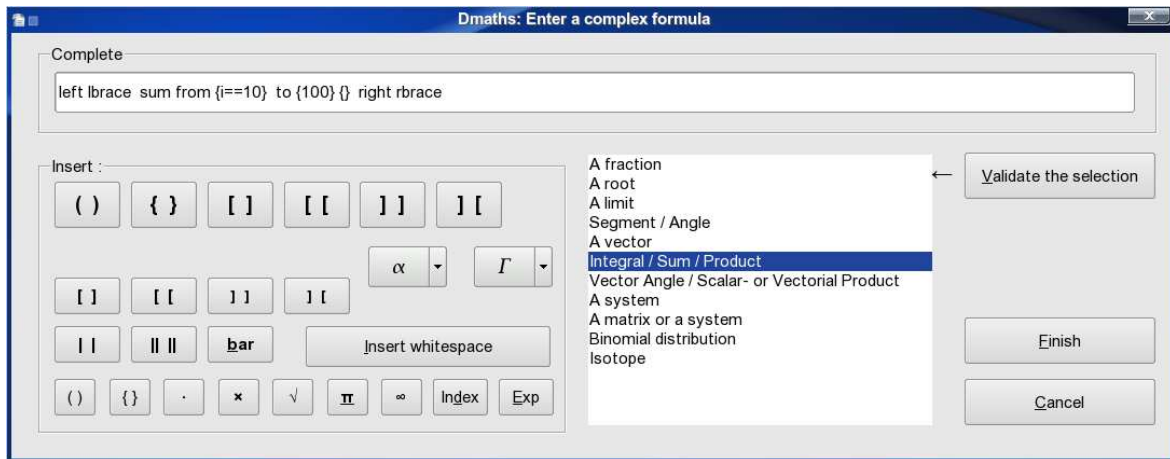 Dmaths: Enter a complex formula
X
Complete
left lbrace  sum from {i==10}  to {100} {}  right rbrace
Insert :
( ) { } [ ] [ [ ] ] ] [
α Γ
[ ] [ [ ] ] ] [
| | || || bar Insert whitespace
( ) { } · × √ π ∞ Index Exp
A fraction
A root
A limit
Segment / Angle
A vector
Integral / Sum / Product
Vector Angle / Scalar- or Vectorial Product
A system
A matrix or a system
Binomial distribution
Isotope
← Validate the selection
Finish
Cancel